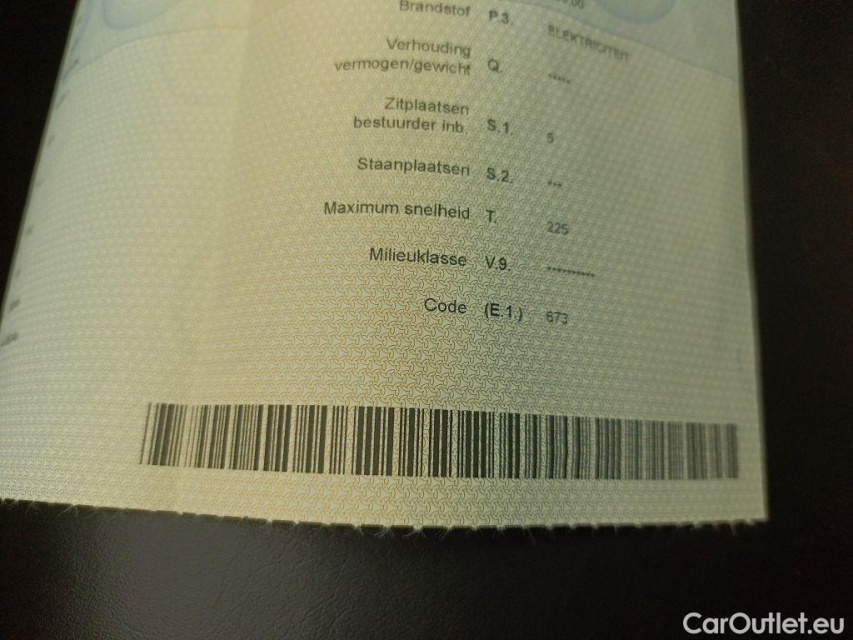 Brandstof P.3. ELEKTRICITEIT
Verhouding
vermogen/gewicht Q. -----
Zitplaatsen
bestuurder inb. S.1. 5
Staanplaatsen S.2. ---
Maximum snelheid T. 225
Milieuklasse V.9. ----------
Code (E.1.) 673
CarOutlet.eu